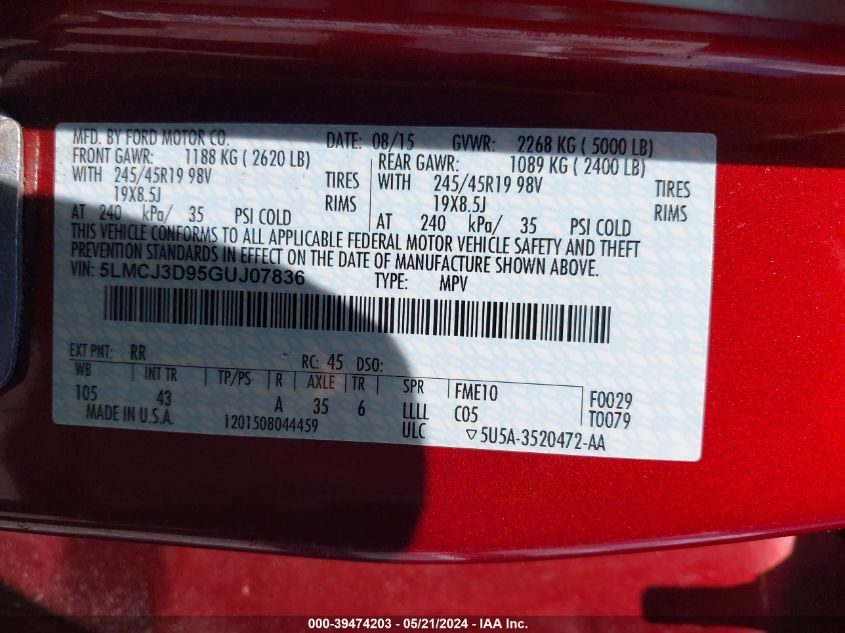 MFD. BY FORD MOTOR CO. DATE: 08/15 GVWR: 2268 KG ( 5000 LB)
FRONT GAWR: 1188 KG ( 2620 LB) REAR GAWR: 1089 KG ( 2400 LB)
WITH 245/45R19 98V TIRES WITH 245/45R19 98V TIRES
19X8.5J RIMS 19X8.5J RIMS
AT 240 kPa/ 35 PSI COLD AT 240 kPa/ 35 PSI COLD
THIS VEHICLE CONFORMS TO ALL APPLICABLE FEDERAL MOTOR VEHICLE SAFETY AND THEFT
PREVENTION STANDARDS IN EFFECT ON THE DATE OF MANUFACTURE SHOWN ABOVE.
VIN: 5LMCJ3D95GUJ07836 TYPE: MPV
EXT PNT: RR RC: 45 DSO:
WB INT TR TP/PS R AXLE TR SPR FME10 F0029
105 43 A 35 6 LLLL C05 T0079
MADE IN U.S.A. 1201508044459 ULC ▽5U5A-3520472-AA
000-39474203 - 05/21/2024 - IAA Inc.